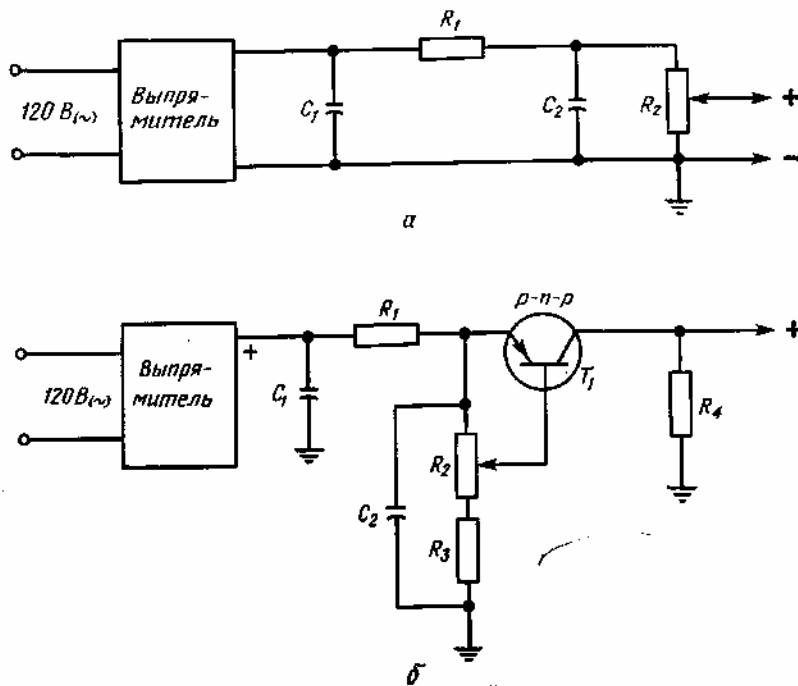 R₁
120 В(~)
Выпря-
митель
C₁
C₂
R₂
+
−
а
p-n-p
R₁
+
120 В(~)
Выпря-
митель
C₁
T₁
+
R₄
R₂
C₂
R₃
б